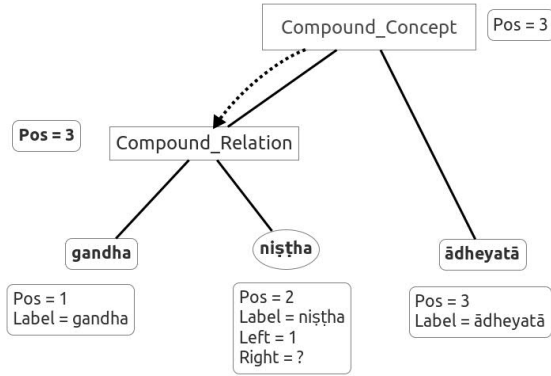 Compound_Concept
Pos = 3
Pos = 3
Compound_Relation
gandha
niṣṭha
ādheyatā
Pos = 1
Label = gandha
Pos = 2
Label = niṣṭha
Left = 1
Right = ?
Pos = 3
Label = ādheyatā